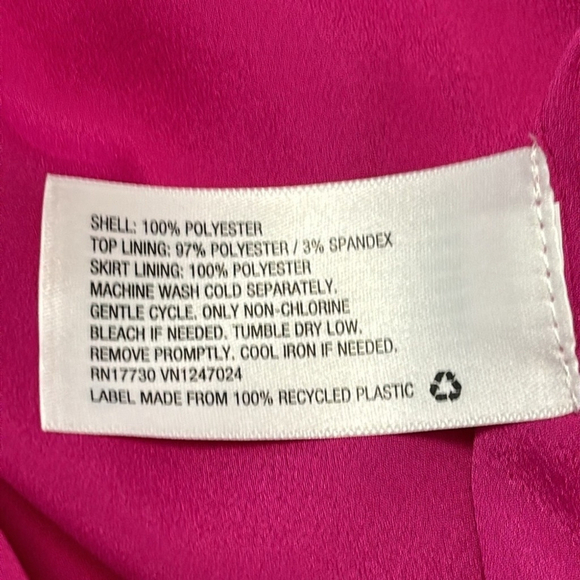 SHELL: 100% POLYESTER
TOP LINING: 97% POLYESTER / 3% SPANDEX
SKIRT LINING: 100% POLYESTER
MACHINE WASH COLD SEPARATELY.
GENTLE CYCLE. ONLY NON-CHLORINE
BLEACH IF NEEDED. TUMBLE DRY LOW.
REMOVE PROMPTLY. COOL IRON IF NEEDED.
RN17730 VN1247024
LABEL MADE FROM 100% RECYCLED PLASTIC